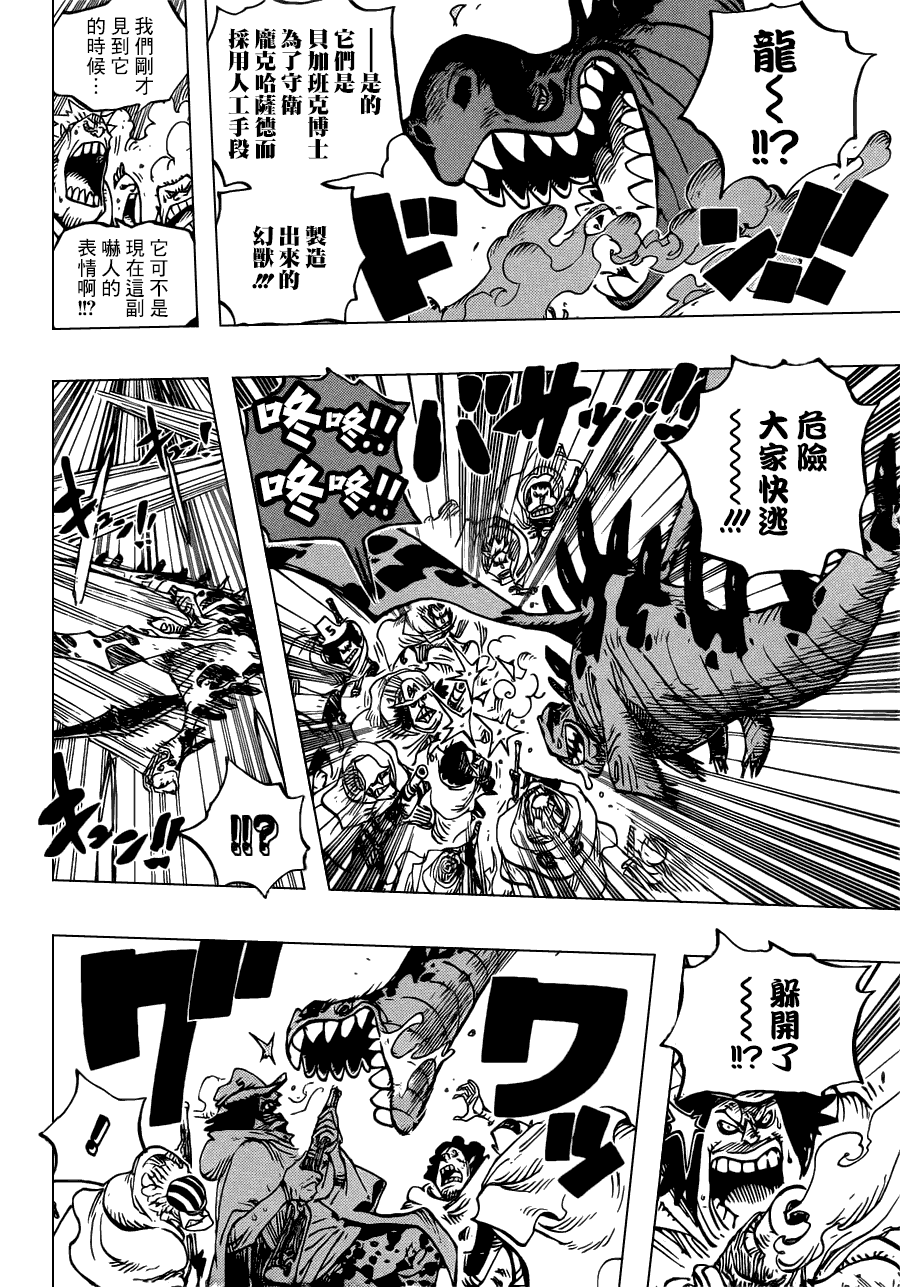 龍～!!?
ドン!!!
——是的
它們是
貝加班克博士
為了守衛
龐克哈薩德而
採用人工手段
製造
出來的
幻獸!!!
我們剛才
見到它
的時候…
它可不是
現在這副
嚇人的
表情啊!!?
危險
大家快逃
～～!!!
バサッ!!
咚咚!!
咚咚!!
5
キュン!!
キュン!!
キュン!!
!!?
躲開了
～～!!?
ワ
グ
!